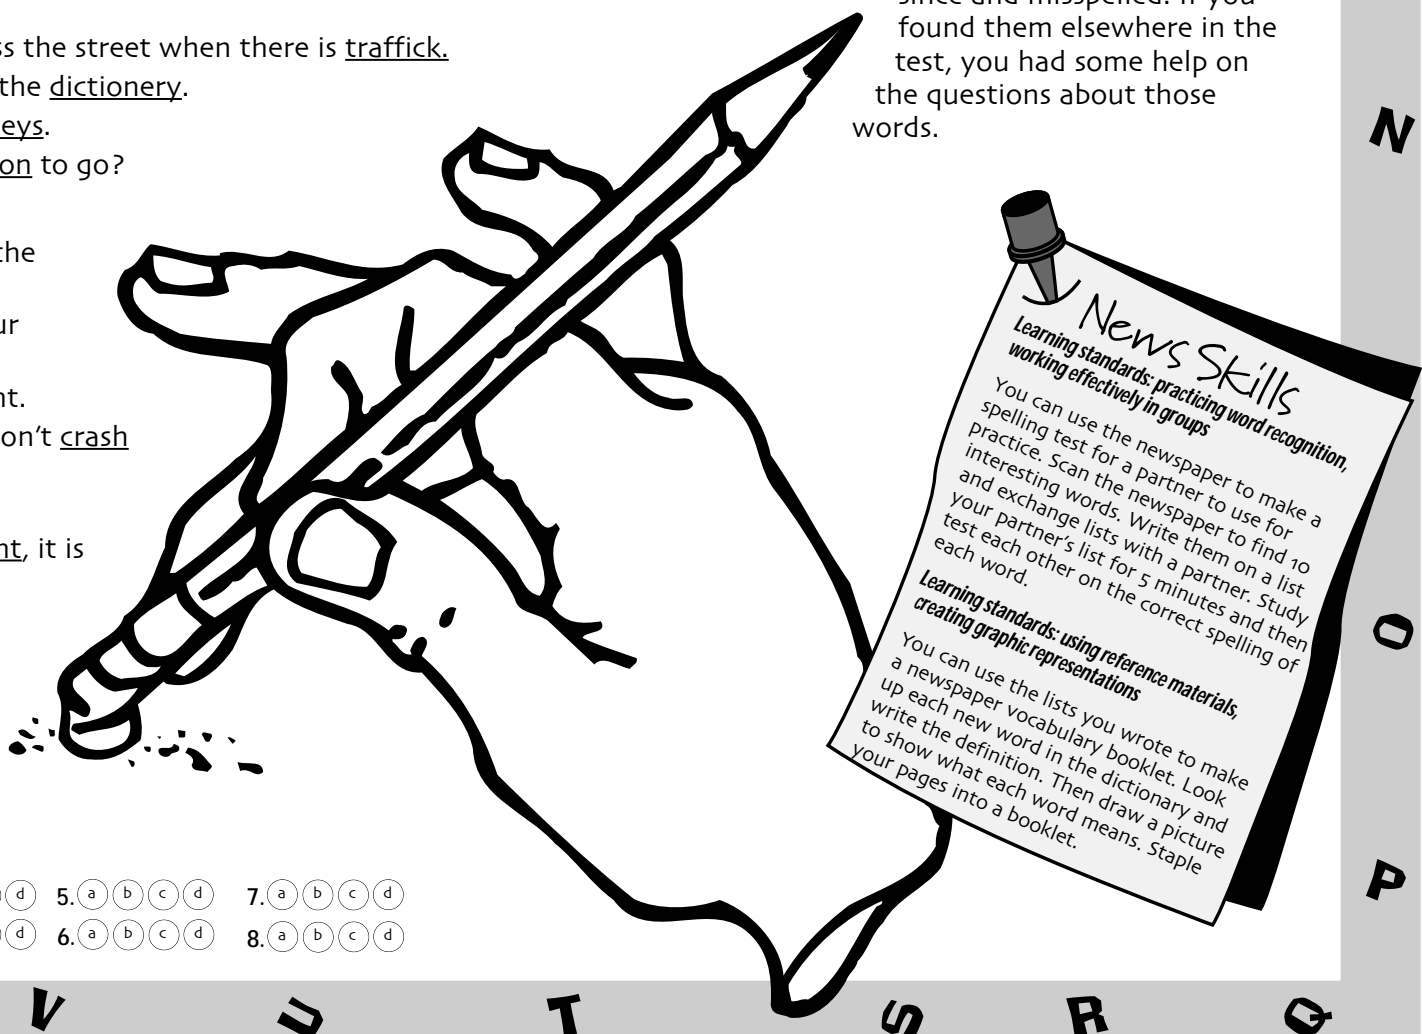 ss the street when there is traffick.
the dictionery.
eys.
on to go?
the
ur
nt.
on't crash
nt, it is
since and misspelled. If you
found them elsewhere in the
test, you had some help on
the questions about those
words.
News Skills
Learning standards: practicing word recognition,
working effectively in groups
You can use the newspaper to make a
spelling test for a partner to use for
practice. Scan the newspaper to find 10
interesting words. Write them on a list
and exchange lists with a partner. Study
your partner's list for 5 minutes and then
test each other on the correct spelling of
each word.
Learning standards: using reference materials,
creating graphic representations
You can use the lists you wrote to make
a newspaper vocabulary booklet. Look
up each new word in the dictionary and
write the definition. Then draw a picture
to show what each word means. Staple
your pages into a booklet.
d 5. a b c d 7. a b c d
d 6. a b c d 8. a b c d
N
O
P
V U T S R Q